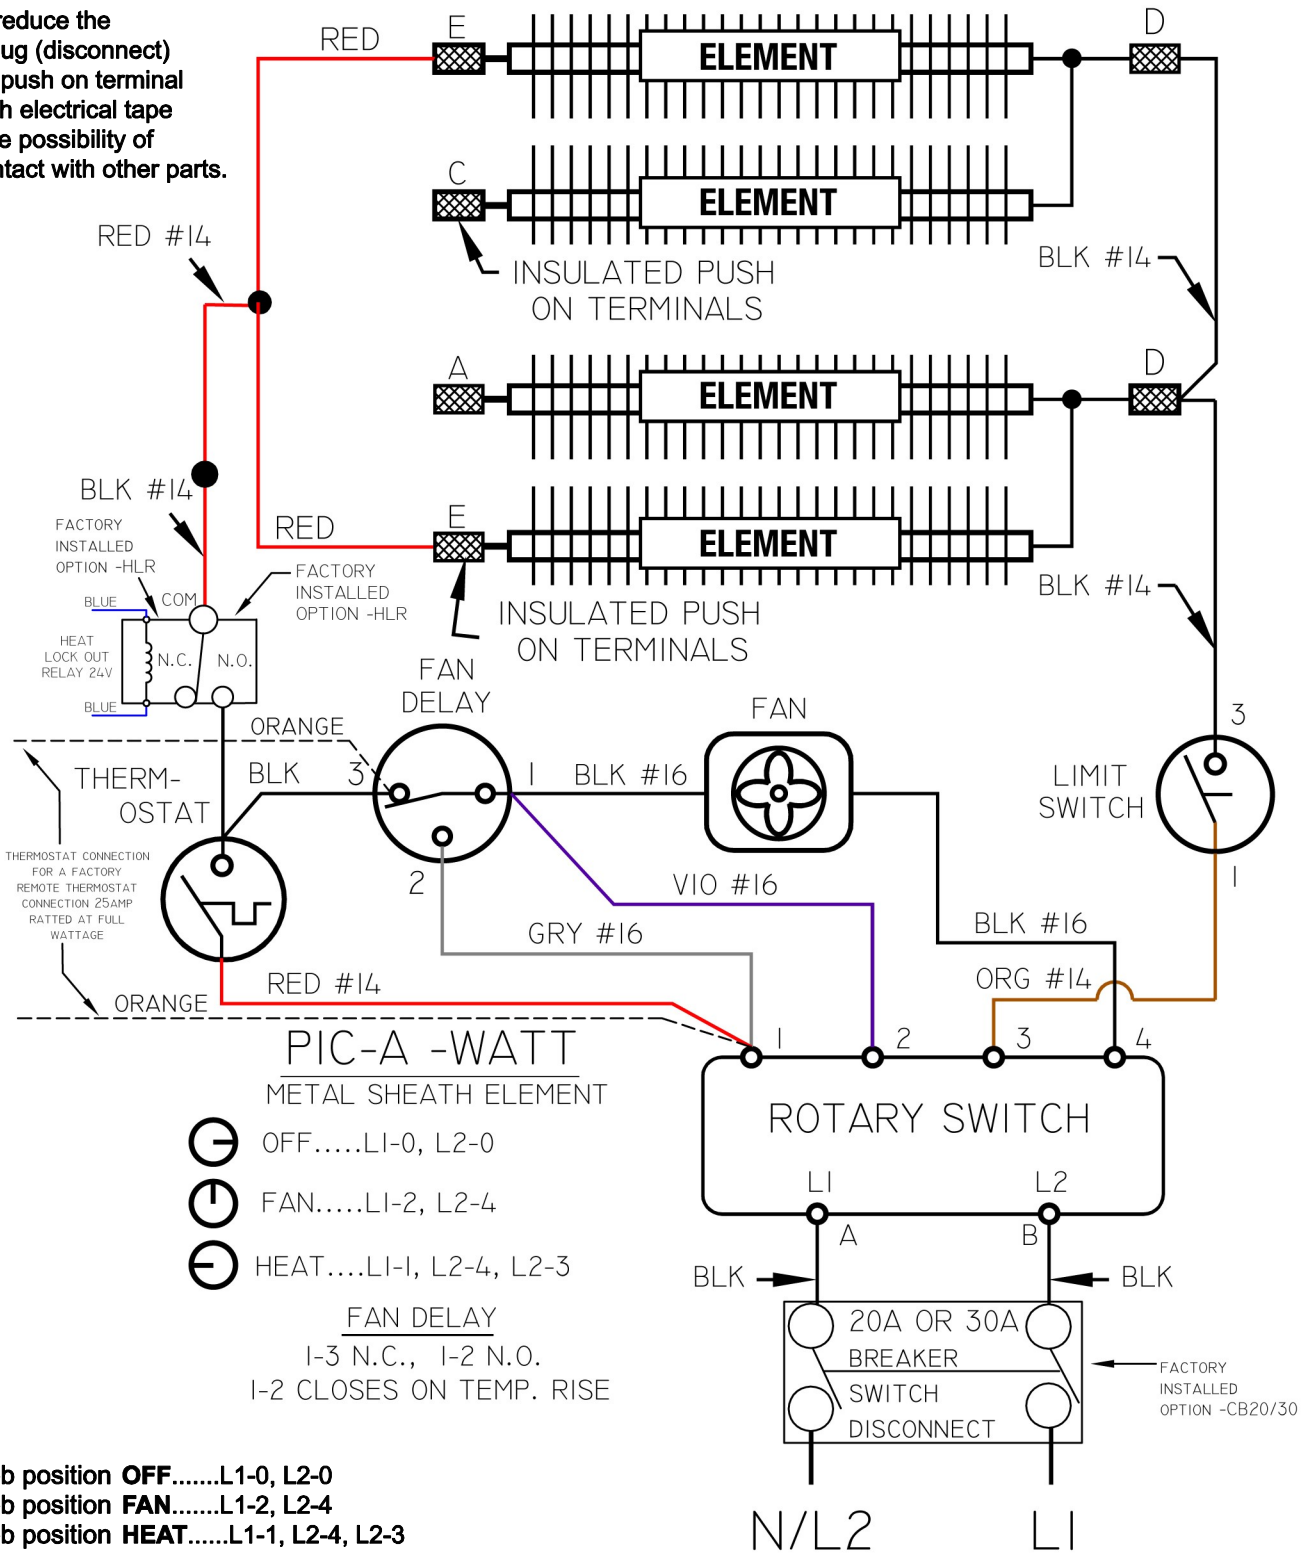 reduce the
ug (disconnect)
push on terminal
h electrical tape
e possibility of
ntact with other parts.
RED
E
ELEMENT
D
C
ELEMENT
RED #14
INSULATED PUSH
ON TERMINALS
BLK #14
A
ELEMENT
D
BLK #14
RED
E
ELEMENT
BLK #14
FACTORY
INSTALLED
OPTION -HLR
FACTORY
INSTALLED
OPTION -HLR
INSULATED PUSH
ON TERMINALS
BLUE
COM
HEAT
LOCK OUT
RELAY 24V
N.C.
N.O.
BLUE
FAN
DELAY
FAN
ORANGE
3
THERM-
OSTAT
BLK
3
1
BLK #16
LIMIT
SWITCH
THERMOSTAT CONNECTION
FOR A FACTORY
REMOTE THERMOSTAT
CONNECTION 25AMP
RATTED AT FULL
WATTAGE
2
VIO #16
1
GRY #16
BLK #16
RED #14
ORG #14
ORANGE
PIC-A -WATT
METAL SHEATH ELEMENT
1
2
3
4
ROTARY SWITCH
OFF.....L1-0, L2-0
L1
L2
FAN.....L1-2, L2-4
A
B
HEAT....L1-1, L2-4, L2-3
BLK
BLK
FAN DELAY
1-3 N.C., 1-2 N.O.
1-2 CLOSES ON TEMP. RISE
20A OR 30A
BREAKER
SWITCH
DISCONNECT
FACTORY
INSTALLED
OPTION -CB20/30
b position OFF.......L1-0, L2-0
b position FAN.......L1-2, L2-4
b position HEAT......L1-1, L2-4, L2-3
N/L2
L1